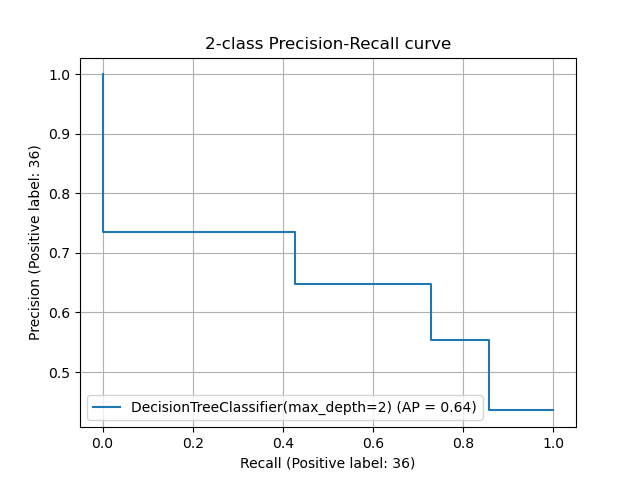 2-class Precision-Recall curve
1.0
0.9
0.8
0.7
0.6
0.5
Precision (Positive label: 36)
DecisionTreeClassifier(max_depth=2) (AP = 0.64)
0.0 0.2 0.4 0.6 0.8 1.0
Recall (Positive label: 36)